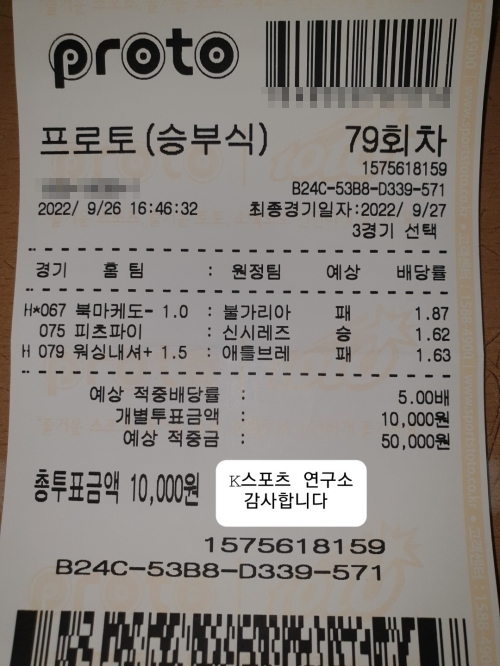 proto
프로토(승부식) 79회차
1575618159
B24C-53B8-D339-571
2022/ 9/26 16:46:32 최종경기일자:2022/ 9/27
3경기 선택
경기 홈 팀 : 원정팀 예상 배당률
H*067 북마케도- 1.0 : 불가리아 패 1.87
075 피츠파이 : 신시레즈 승 1.62
H 079 워싱내셔+ 1.5 : 애틀브레 패 1.63
예상 적중배당률 : 5.00배
개별투표금액 : 10,000원
예상 적중금 : 50,000원
총투표금액 10,000원
K스포츠 연구소
감사합니다
1575618159
B24C-53B8-D339-571